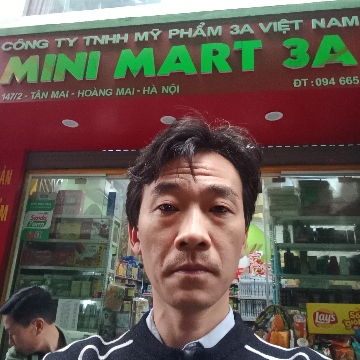 CÔNG TY TNHH MỸ PHẨM 3A VIỆT NAM
MINI MART 3A
147/2 - TÂN MAI - HOÀNG MAI - HÀ NỘI
ĐT: 094 665
Lay's